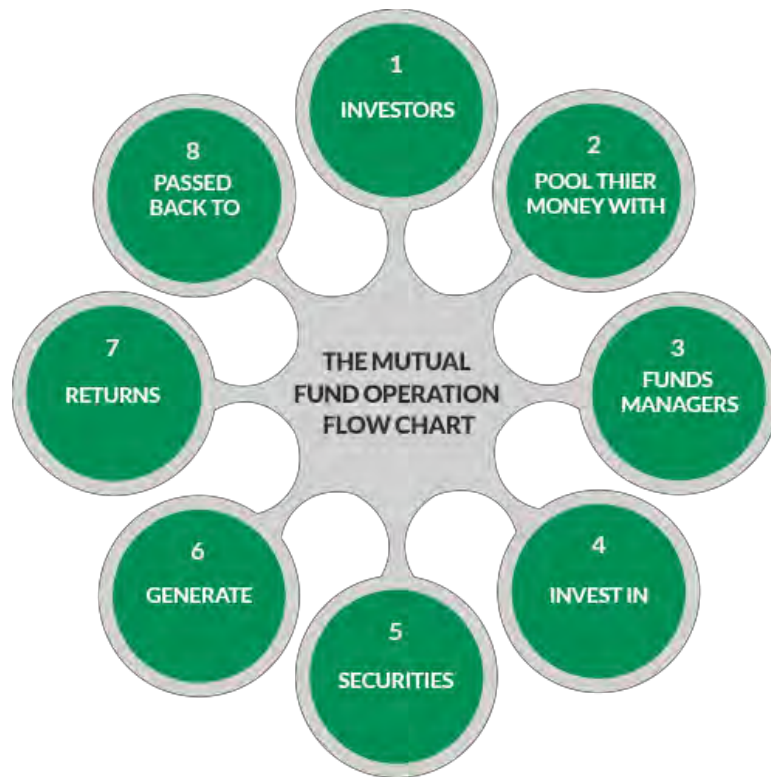 THE MUTUAL
FUND OPERATION
FLOW CHART
1
INVESTORS
2
POOL THIER
MONEY WITH
3
FUNDS
MANAGERS
4
INVEST IN
5
SECURITIES
6
GENERATE
7
RETURNS
8
PASSED
BACK TO